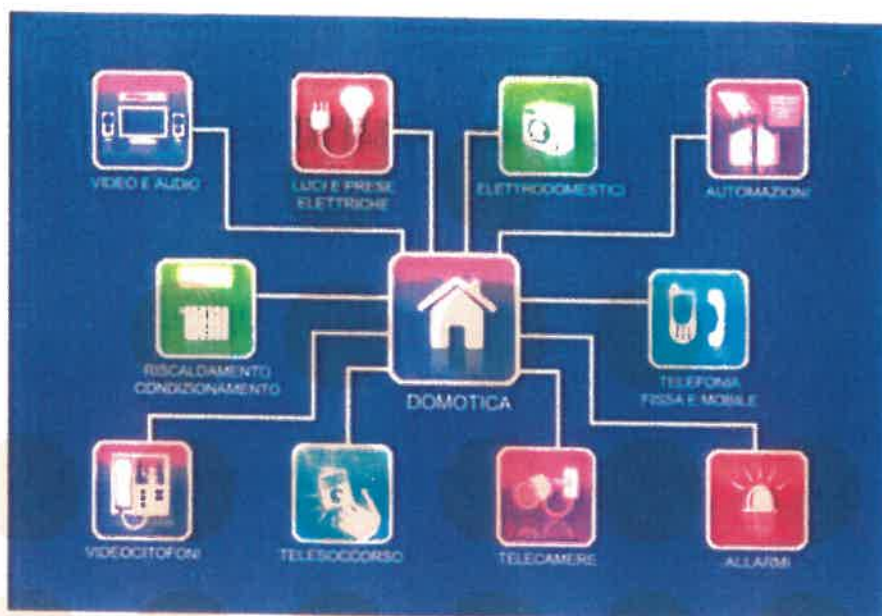 VIDEO E AUDIO
LUCI E PRESE
ELETTRICHE
ELETTRODOMESTICI
AUTOMAZIONI
RISCALDAMENTO
CONDIZIONAMENTO
DOMOTICA
TELEFONIA
FISSA E MOBILE
VIDEOCITOFONI
TELESOCCORSO
TELECAMERE
ALLARMI